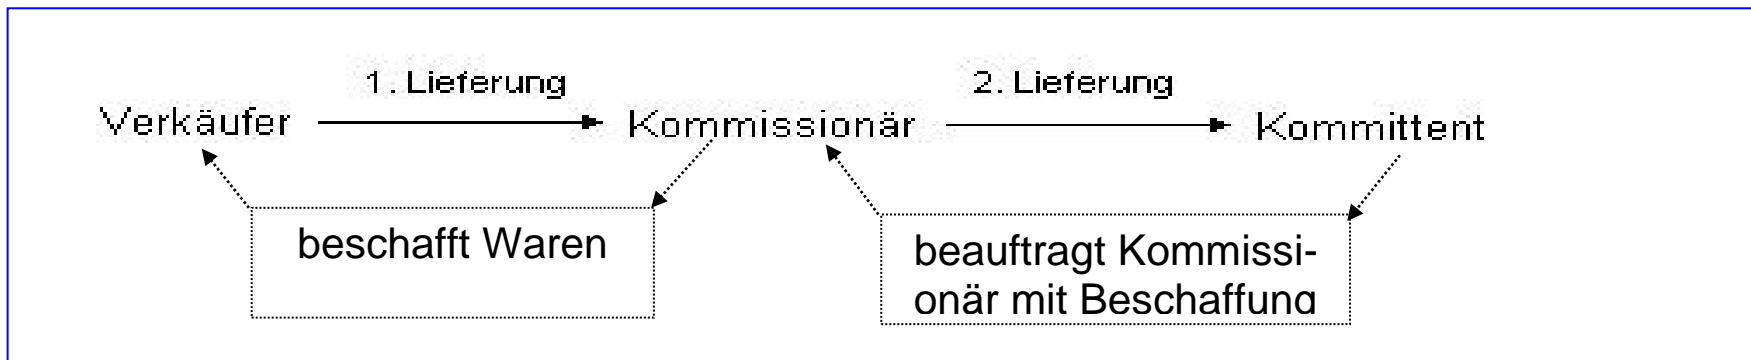 1. Lieferung
2. Lieferung
Verkäufer
Kommissionär
Kommittent
beschafft Waren
beauftragt Kommissi-
onär mit Beschaffung